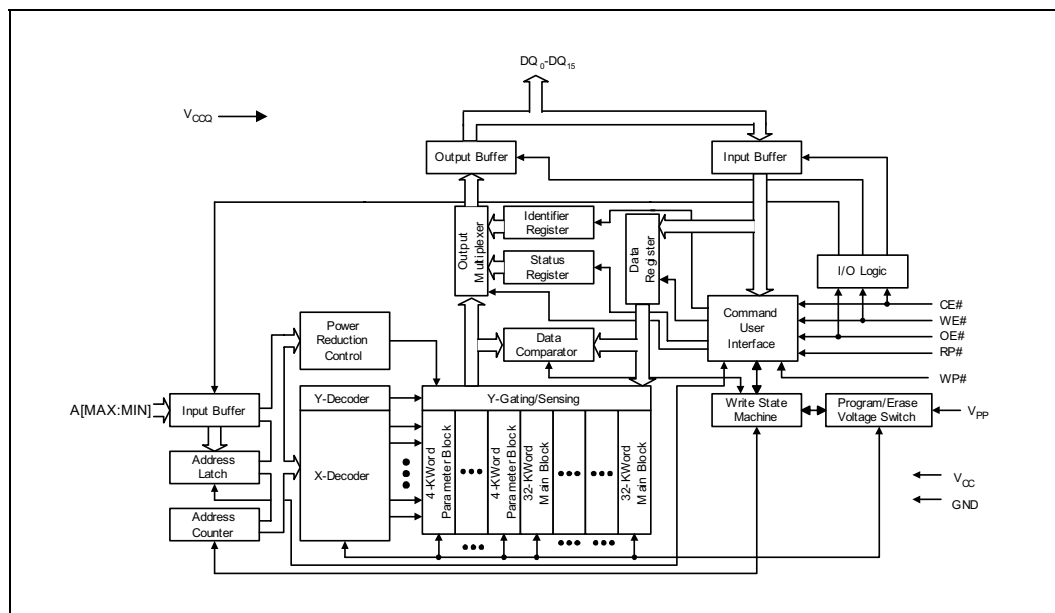 DQ0-DQ15
VCCQ
Output Buffer
Input Buffer
Output
Multiplexer
Identifier
Register
Status
Register
Data
Register
I/O Logic
Command
User
Interface
CE#
WE#
OE#
RP#
WP#
Power
Reduction
Control
Data
Comparator
A[MAX:MIN]
Input Buffer
Y-Decoder
Y-Gating/Sensing
Write State
Machine
Program/Erase
Voltage Switch
VPP
Address
Latch
X-Decoder
4-KWord
Parameter Block
4-KWord
Parameter Block
32-KWord
Main Block
32-KWord
Main Block
VCC
GND
Address
Counter